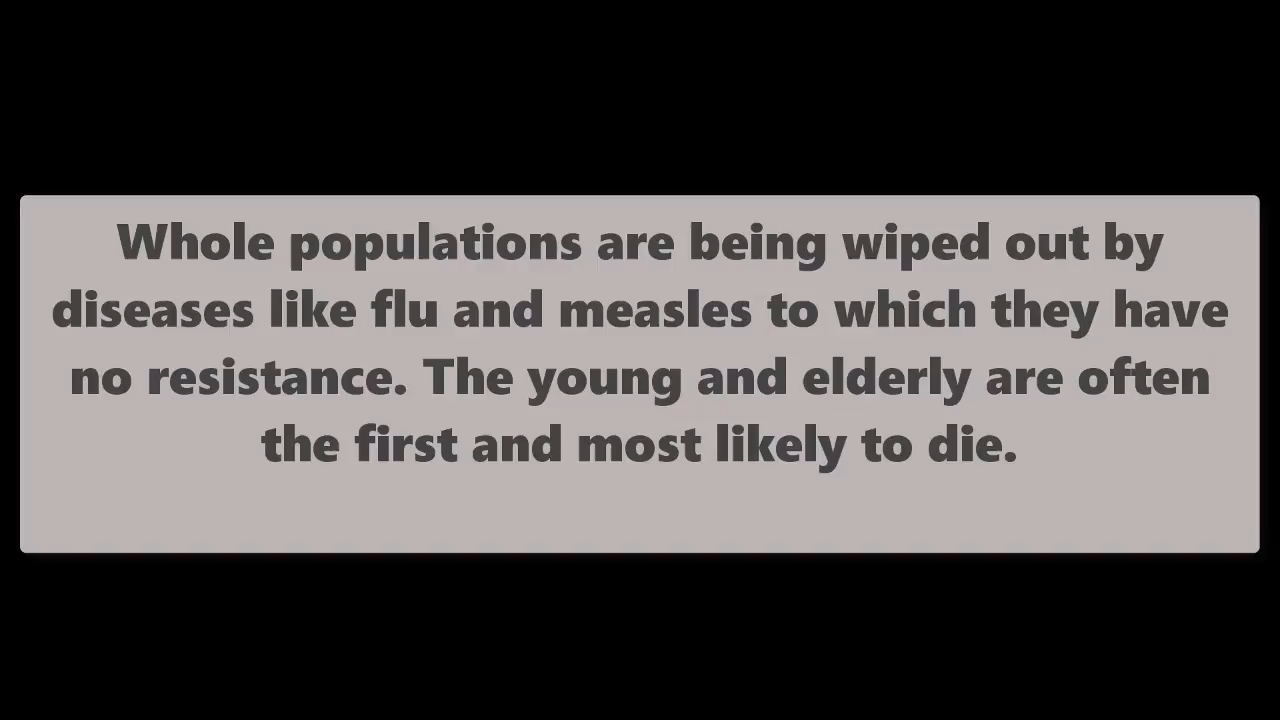 Whole populations are being wiped out by
diseases like flu and measles to which they have
no resistance. The young and elderly are often
the first and most likely to die.